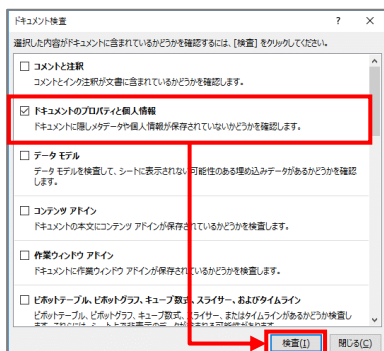 ドキュメント検査
?
×
選択した内容がドキュメントに含まれているかどうかを確認するには、[検査] をクリックしてください。
コメントと注釈
コメントとインク注釈が文書に含まれているかどうかを確認します。
ドキュメントのプロパティと個人情報
ドキュメントに隠しメタデータや個人情報が保存されていないかどうかを確認します。
データ モデル
データ モデルを検査して、シートに表示されない可能性のある埋め込みデータがあるかどうかを確認
します。
コンテンツ アドイン
ドキュメントの本文にコンテンツ アドインが保存されているかどうかを検査します。
作業ウィンドウ アドイン
ドキュメントに作業ウィンドウ アドインが保存されているかどうかを検査します。
ピボットテーブル、ピボットグラフ、キューブ数式、スライサー、およびタイムライン
ピボットテーブル、ピボットグラフ、キューブ数式、スライサー、またはタイムラインがあるかどうか検査し
検査(I)
閉じる(C)